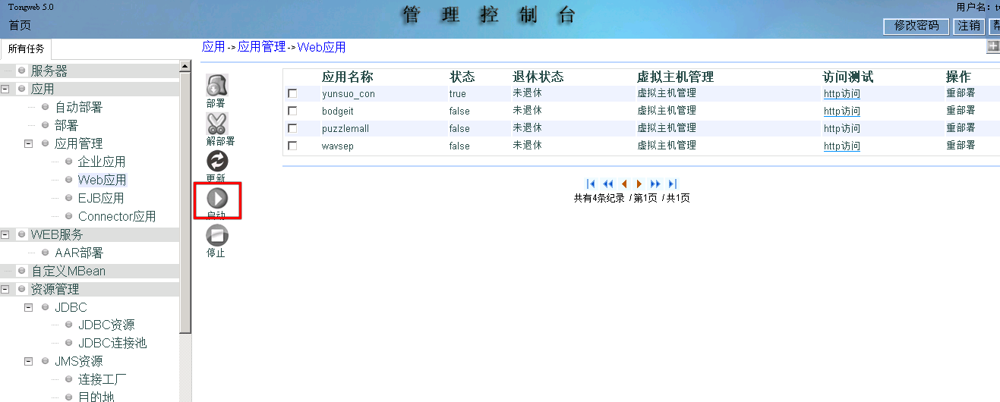 Tongweb 5.0
管 理 控 制 台
用户名: tw
首页
修改密码
注销
所有任务
应用->应用管理->Web应用
服务器
应用
自动部署
部署
应用管理
企业应用
Web应用
EJB应用
Connector应用
WEB服务
AAR部署
自定义MBean
资源管理
JDBC
JDBC资源
JDBC连接池
JMS资源
连接工厂
目的地
部署
解部署
更新
启动
停止
应用名称 状态 退休状态 虚拟主机管理 访问测试 操作
yunsuo_con true 未退休 虚拟主机管理 http访问 重部署
bodgeit false 未退休 虚拟主机管理 http访问 重部署
puzzlemall false 未退休 虚拟主机管理 http访问 重部署
wavsep false 未退休 虚拟主机管理 http访问 重部署
共有4条纪录 /第1页 /共1页